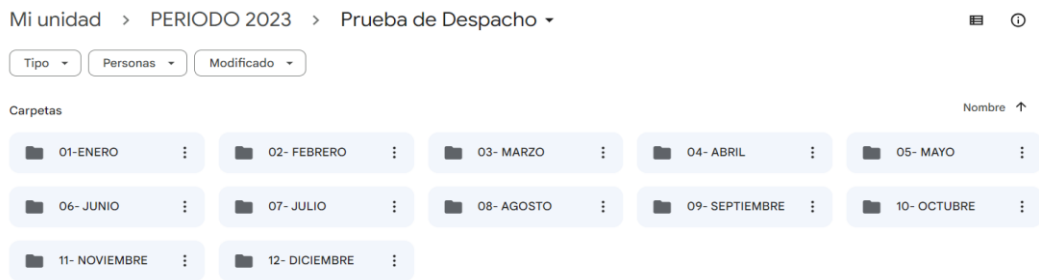 Mi unidad > PERIODO 2023 > Prueba de Despacho
Tipo Personas Modificado
Carpetas Nombre ↑
01-ENERO 02- FEBRERO 03- MARZO 04- ABRIL 05- MAYO
06- JUNIO 07- JULIO 08- AGOSTO 09- SEPTIEMBRE 10- OCTUBRE
11- NOVIEMBRE 12- DICIEMBRE